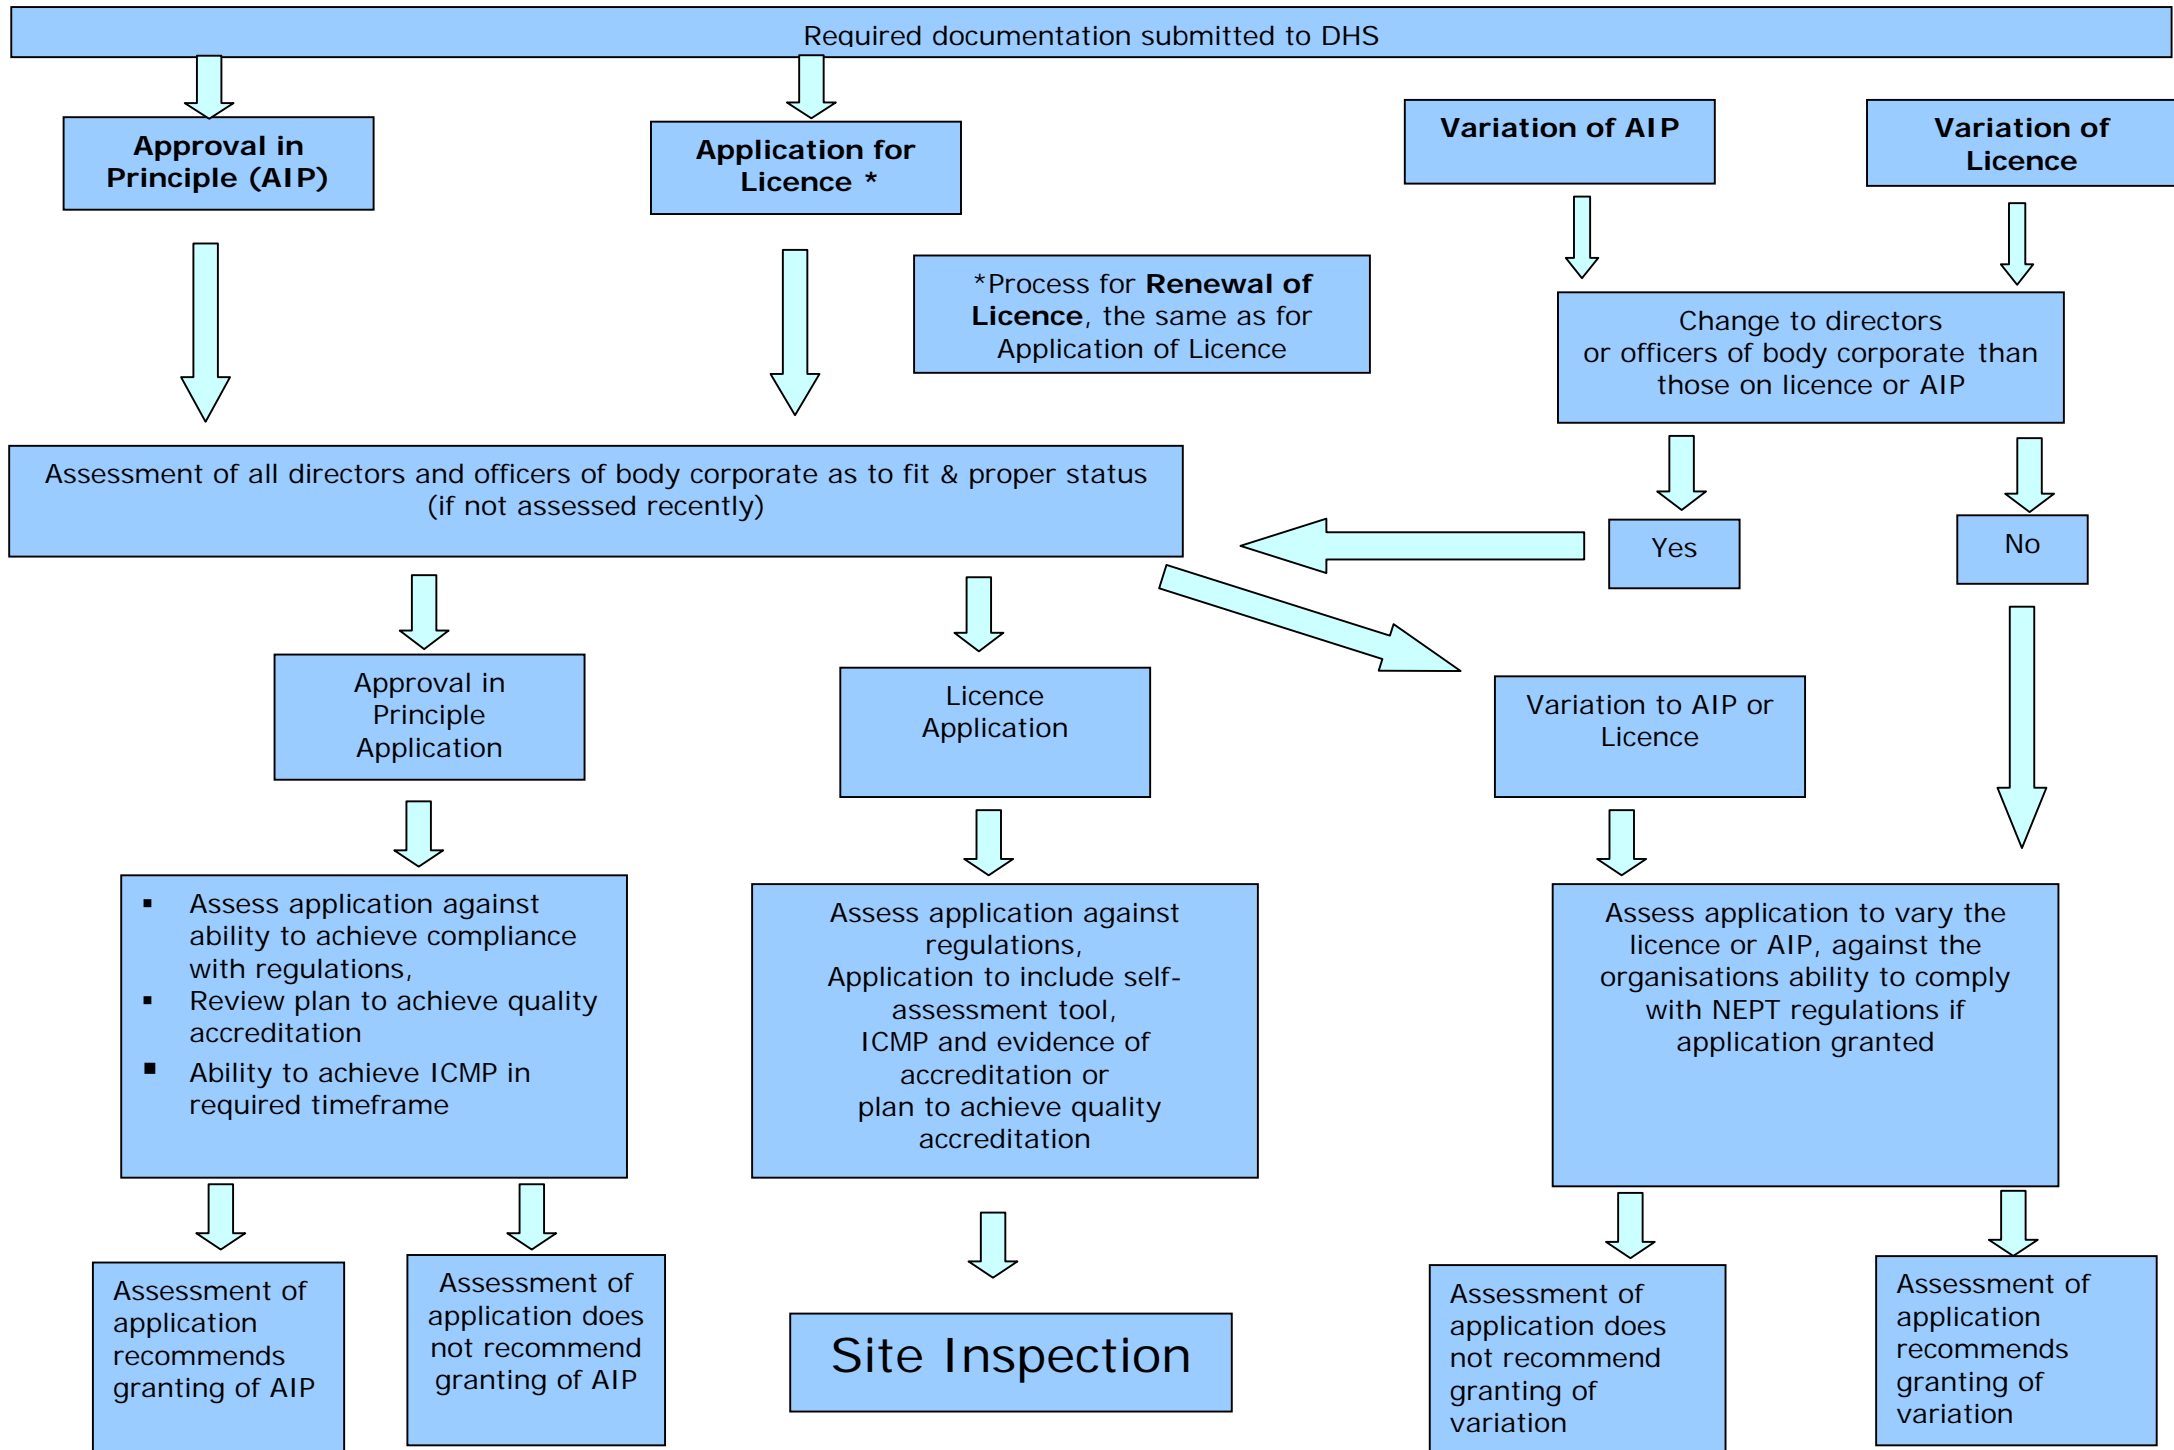 Required documentation submitted to DHS
Approval in
Principle (AIP)
Application for
Licence *
Variation of AIP
Variation of
Licence
*Process for Renewal of
Licence, the same as for
Application of Licence
Change to directors
or officers of body corporate than
those on licence or AIP
Assessment of all directors and officers of body corporate as to fit & proper status
(if not assessed recently)
Yes
No
Approval in
Principle
Application
Licence
Application
Variation to AIP or
Licence
▪ Assess application against
ability to achieve compliance
with regulations,
▪ Review plan to achieve quality
accreditation
▪ Ability to achieve ICMP in
required timeframe
Assess application against
regulations,
Application to include self-
assessment tool,
ICMP and evidence of
accreditation or
plan to achieve quality
accreditation
Assess application to vary the
licence or AIP, against the
organisations ability to comply
with NEPT regulations if
application granted
Assessment of
application
recommends
granting of AIP
Assessment of
application does
not recommend
granting of AIP
Site Inspection
Assessment of
application does
not recommend
granting of
variation
Assessment of
application
recommends
granting of
variation